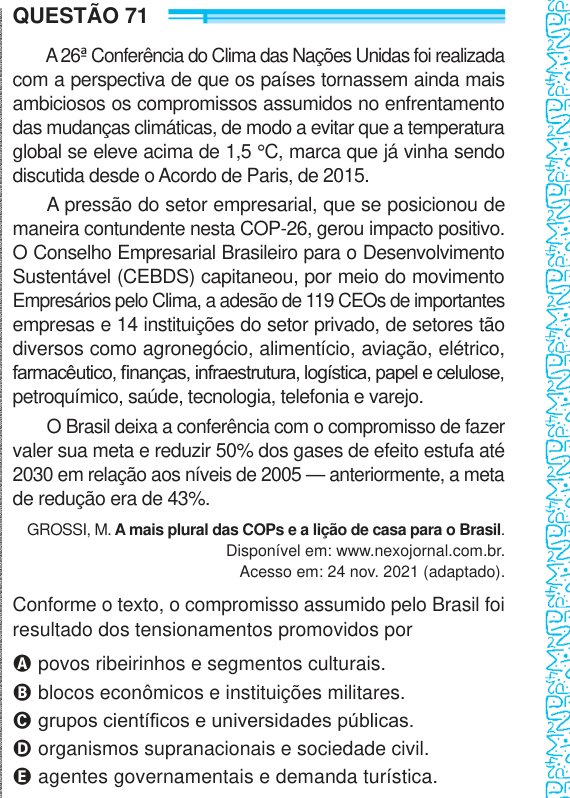 QUESTÃO 71
A 26ª Conferência do Clima das Nações Unidas foi realizada
com a perspectiva de que os países tornassem ainda mais
ambiciosos os compromissos assumidos no enfrentamento
das mudanças climáticas, de modo a evitar que a temperatura
global se eleve acima de 1,5 °C, marca que já vinha sendo
discutida desde o Acordo de Paris, de 2015.
A pressão do setor empresarial, que se posicionou de
maneira contundente nesta COP-26, gerou impacto positivo.
O Conselho Empresarial Brasileiro para o Desenvolvimento
Sustentável (CEBDS) capitaneou, por meio do movimento
Empresários pelo Clima, a adesão de 119 CEOs de importantes
empresas e 14 instituições do setor privado, de setores tão
diversos como agronegócio, alimentício, aviação, elétrico,
farmacêutico, finanças, infraestrutura, logística, papel e celulose,
petroquímico, saúde, tecnologia, telefonia e varejo.
O Brasil deixa a conferência com o compromisso de fazer
valer sua meta e reduzir 50% dos gases de efeito estufa até
2030 em relação aos níveis de 2005 — anteriormente, a meta
de redução era de 43%.
GROSSI, M. A mais plural das COPs e a lição de casa para o Brasil.
Disponível em: www.nexojornal.com.br.
Acesso em: 24 nov. 2021 (adaptado).
Conforme o texto, o compromisso assumido pelo Brasil foi
resultado dos tensionamentos promovidos por
A povos ribeirinhos e segmentos culturais.
B blocos econômicos e instituições militares.
C grupos científicos e universidades públicas.
D organismos supranacionais e sociedade civil.
E agentes governamentais e demanda turística.